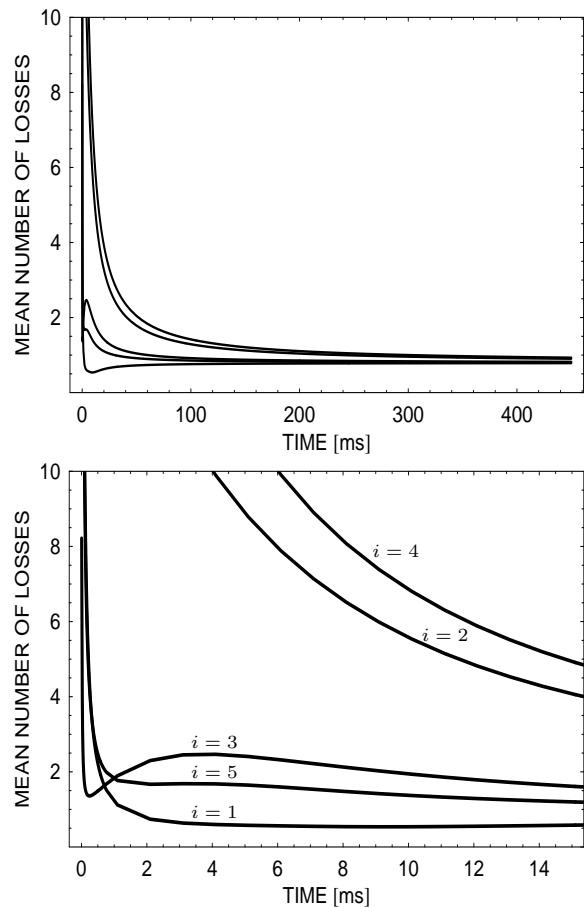 10
8
6
4
2
MEAN NUMBER OF LOSSES
0 100 200 300 400
TIME [ms]
10
8
6
4
2
MEAN NUMBER OF LOSSES
i = 4
i = 2
i = 3
i = 5
i = 1
0 2 4 6 8 10 12 14
TIME [ms]